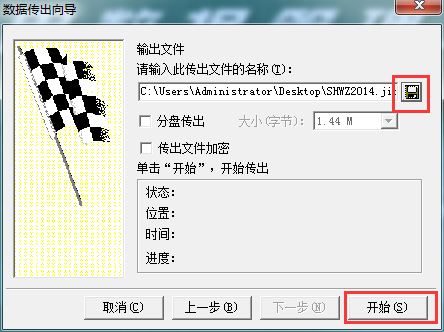 数据传出向导
输出文件
请输入此传出文件的名称(T):
C:\Users\Administrator\Desktop\SHWZ2014.ji
分盘传出 大小(字节): 1.44 M
传出文件加密
单击“开始”，开始传出
状态:
位置:
时间:
进度:
取消(C) 上一步(B) 下一步(N) 开始(S)